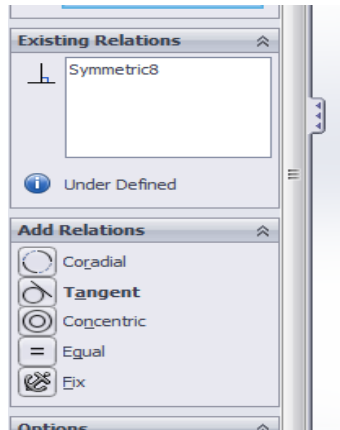 Existing Relations
Symmetric8
Under Defined
Add Relations
Coradial
Tangent
Concentric
Equal
Fix
Options